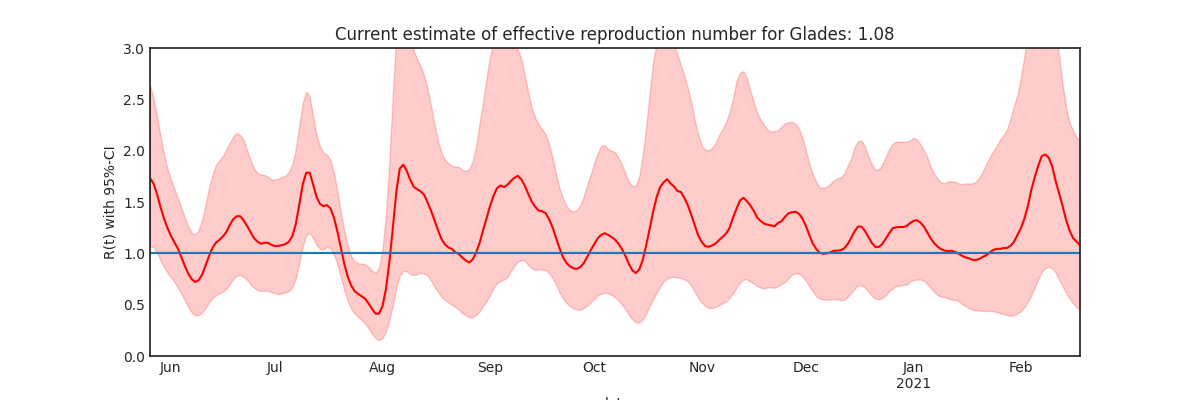 Current estimate of effective reproduction number for Glades: 1.08
R(t) with 95%-CI
3.0
2.5
2.0
1.5
1.0
0.5
0.0
Jun Jul Aug Sep Oct Nov Dec Jan Feb
2021